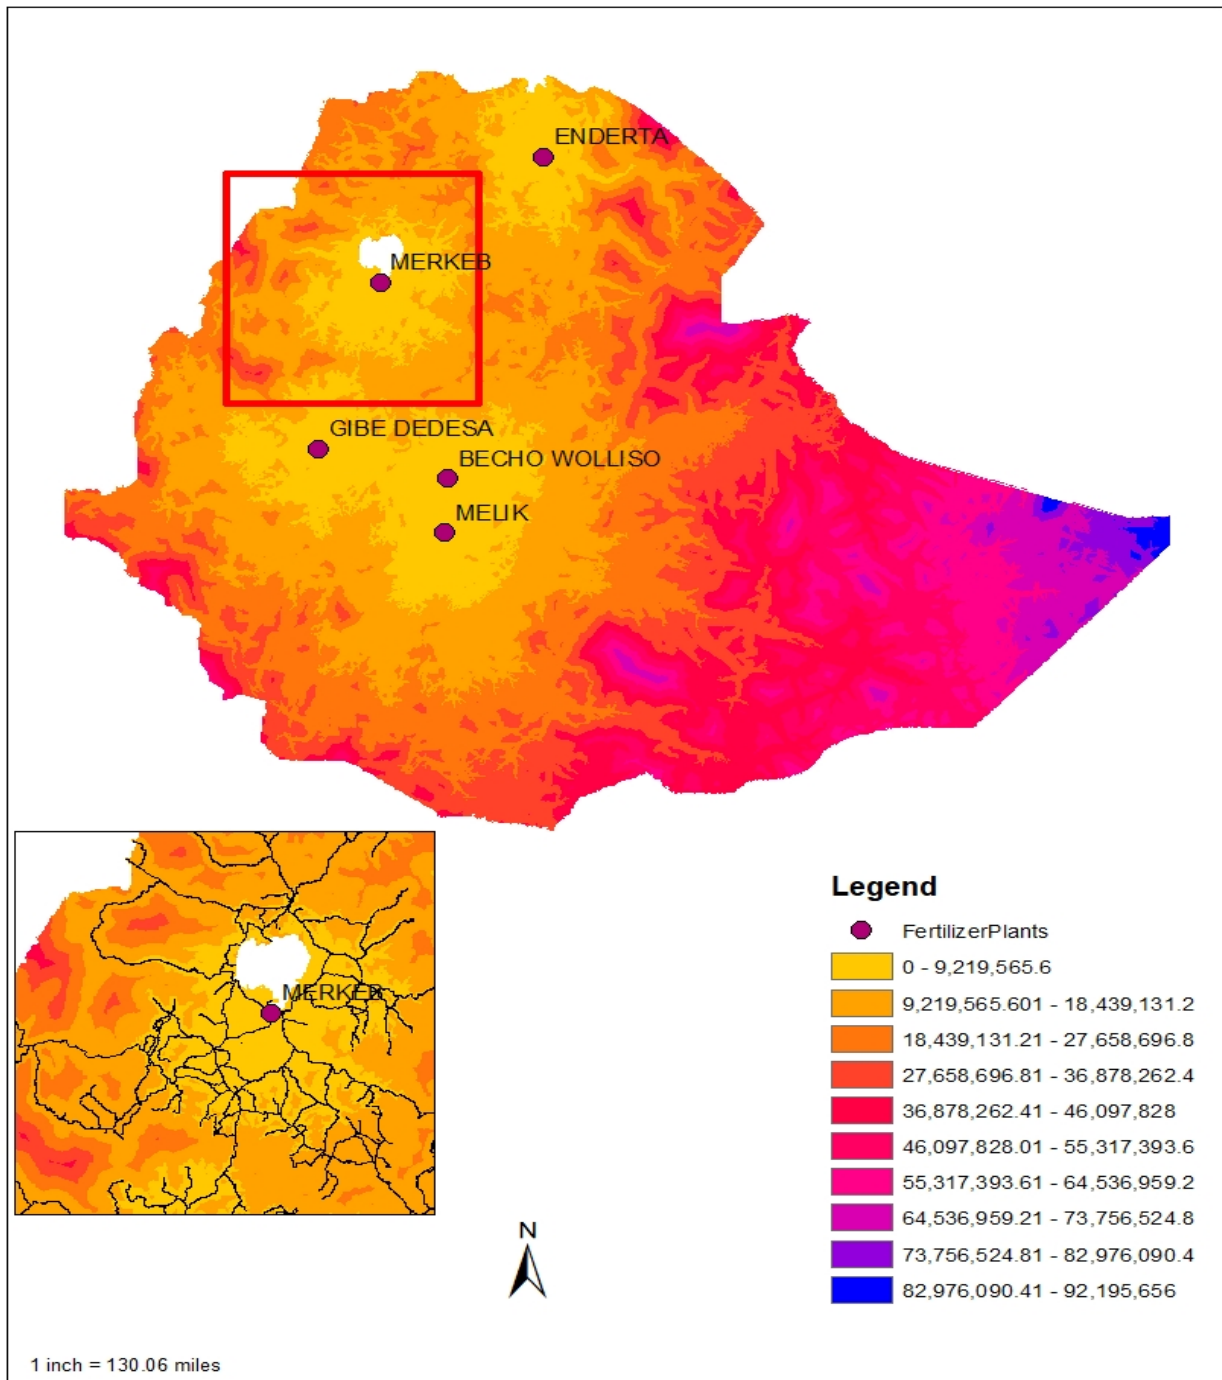 ENDERTA
MERKEB
GIBE DEDESA
BECHO WOLLISO
MELIK
MERKEB
Legend
FertilizerPlants
0 - 9,219,565.6
9,219,565.601 - 18,439,131.2
18,439,131.21 - 27,658,696.8
27,658,696.81 - 36,878,262.4
36,878,262.41 - 46,097,828
46,097,828.01 - 55,317,393.6
55,317,393.61 - 64,536,959.2
64,536,959.21 - 73,756,524.8
73,756,524.81 - 82,976,090.4
82,976,090.41 - 92,195,656
N
1 inch = 130.06 miles